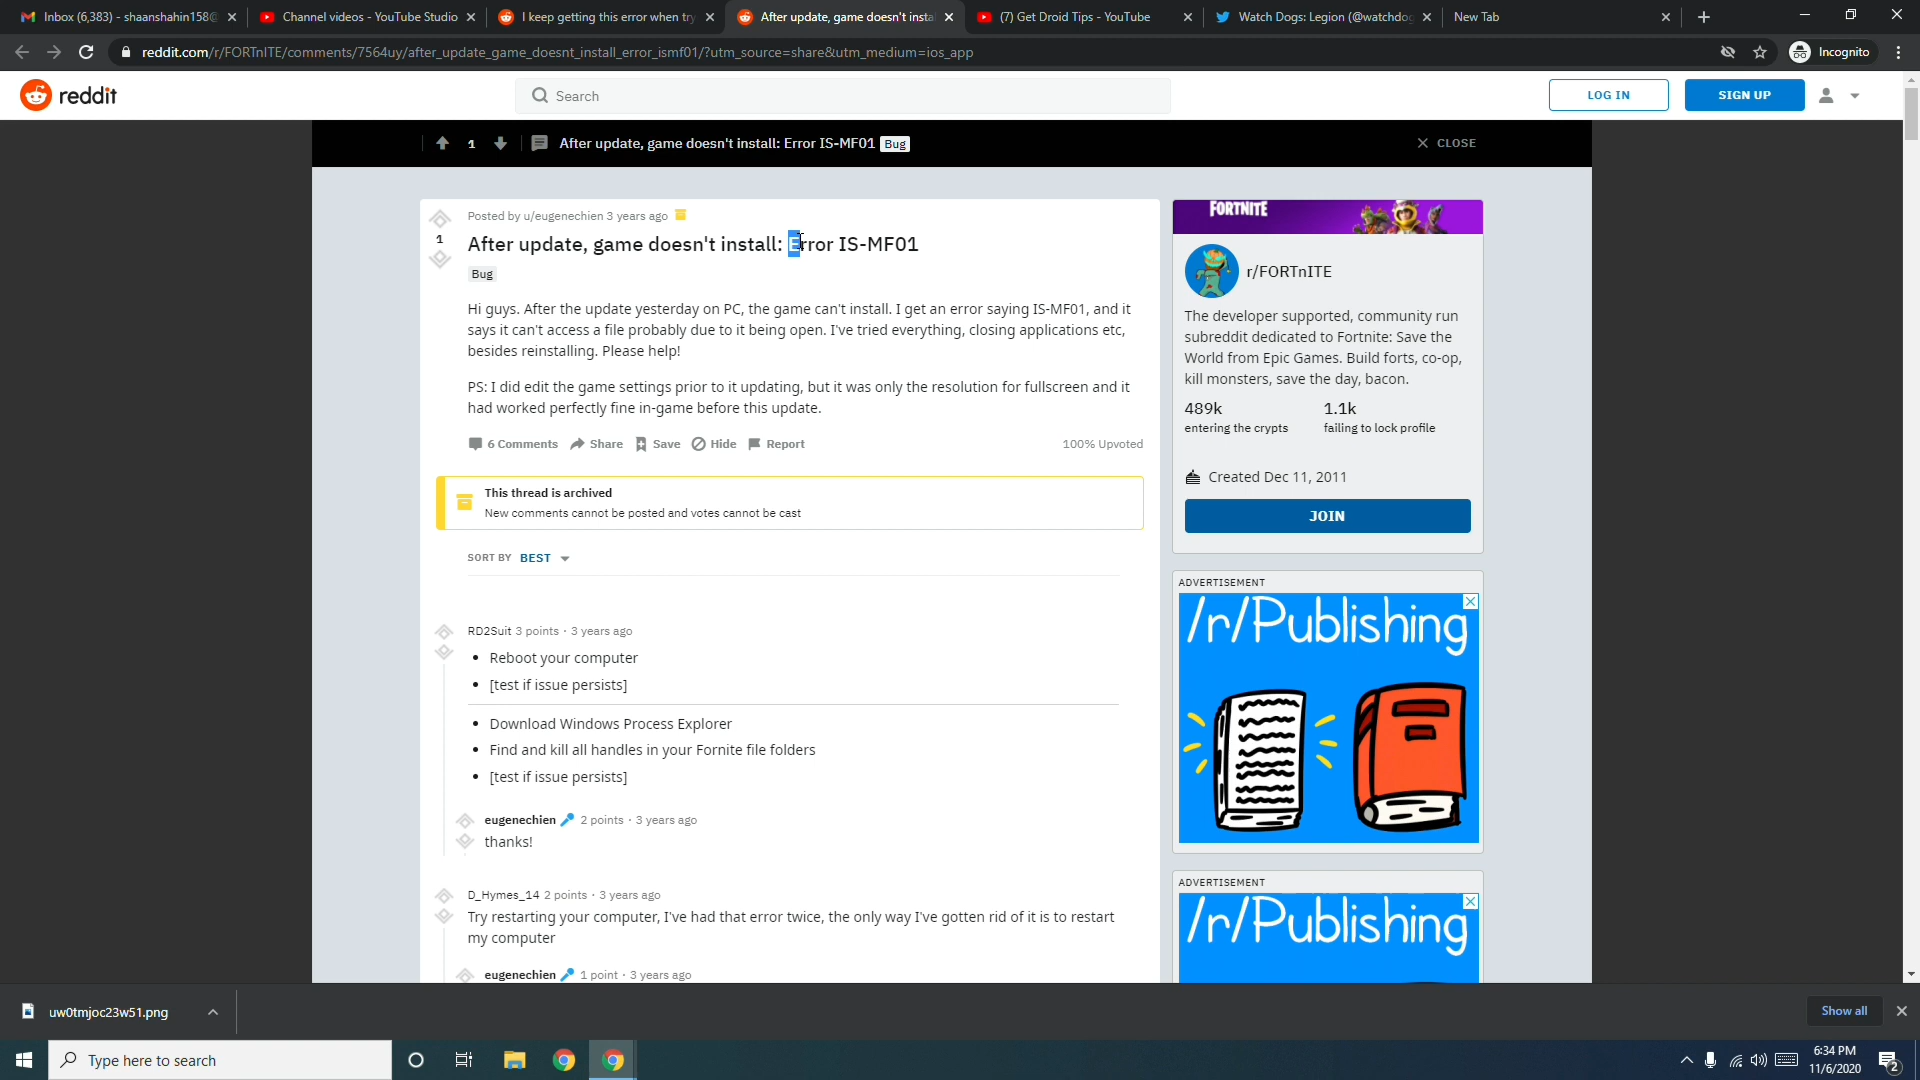 Inbox (6,383) - shaanshahin158@
Channel videos - YouTube Studio
I keep getting this error when try
After update, game doesn't insta
(7) Get Droid Tips - YouTube
Watch Dogs: Legion (@watchdog
New Tab
reddit.com/r/FORTnITE/comments/7564uy/after_update_game_doesnt_install_error_ismf01/?utm_source=share&utm_medium=ios_app
Incognito
reddit
Search
LOG IN
SIGN UP
1
After update, game doesn't install: Error IS-MF01 Bug
CLOSE
Posted by u/eugenechien 3 years ago
1
After update, game doesn't install: Error IS-MF01
Bug
Hi guys. After the update yesterday on PC, the game can't install. I get an error saying IS-MF01, and it
says it can't access a file probably due to it being open. I've tried everything, closing applications etc,
besides reinstalling. Please help!
PS: I did edit the game settings prior to it updating, but it was only the resolution for fullscreen and it
had worked perfectly fine in-game before this update.
6 Comments Share Save Hide Report
100% Upvoted
This thread is archived
New comments cannot be posted and votes cannot be cast
SORT BY BEST
RD2Suit 3 points · 3 years ago
• Reboot your computer
• [test if issue persists]
• Download Windows Process Explorer
• Find and kill all handles in your Fornite file folders
• [test if issue persists]
eugenechien 2 points · 3 years ago
thanks!
D_Hymes_14 2 points · 3 years ago
Try restarting your computer, I've had that error twice, the only way I've gotten rid of it is to restart
my computer
eugenechien 1 point · 3 years ago
FORTNITE
r/FORTnITE
The developer supported, community run
subreddit dedicated to Fortnite: Save the
World from Epic Games. Build forts, co-op,
kill monsters, save the day, bacon.
489k
1.1k
entering the crypts
failing to lock profile
Created Dec 11, 2011
JOIN
ADVERTISEMENT
/r/Publishing
ADVERTISEMENT
/r/Publishing
uw0tmjoc23w51.png
Show all
Type here to search
6:34 PM
11/6/2020
2